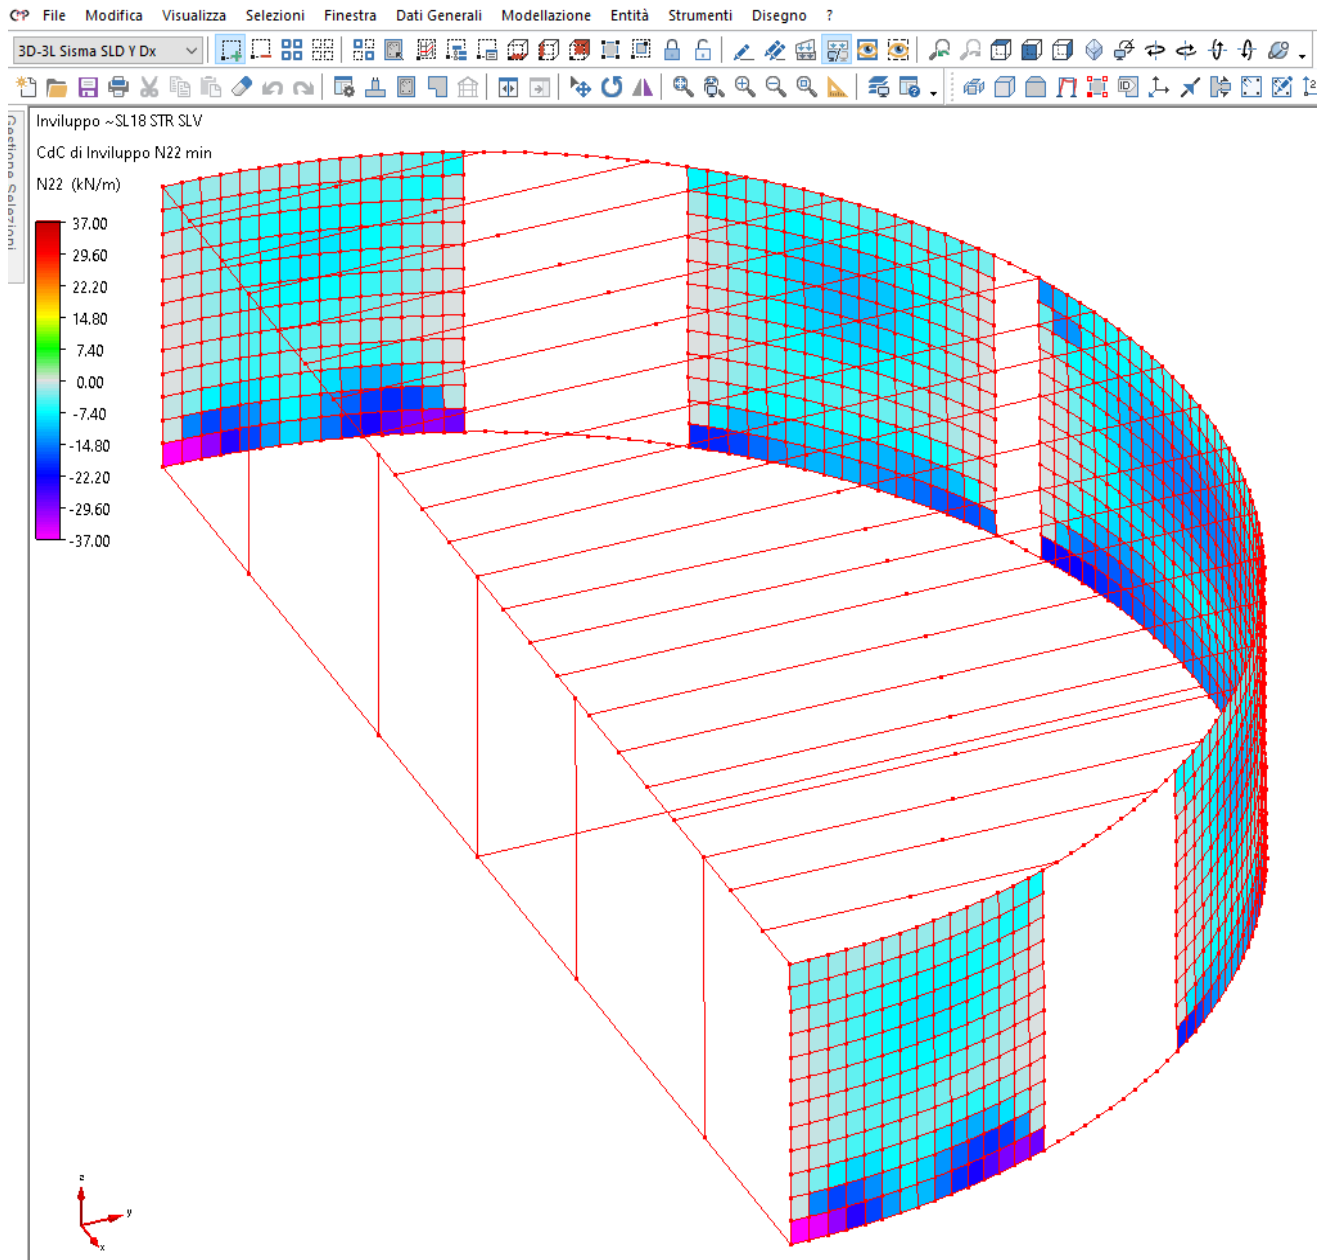 File Modifica Visualizza Selezioni Finestra Dati Generali Modellazione Entità Strumenti Disegno ?
3D-3L Sisma SLD Y Dx
Gestione Selezioni
Inviluppo ~SL18 STR SLV
CdC di Inviluppo N22 min
N22 (kN/m)
37.00
29.60
22.20
14.80
7.40
0.00
-7.40
-14.80
-22.20
-29.60
-37.00
z
y
x